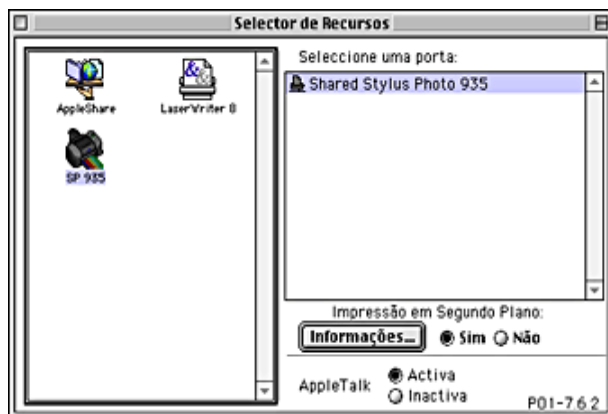 Selector de Recursos
AppleShare
LaserWriter 8
SP 935
Seleccione uma porta:
Shared Stylus Photo 935
Impressão em Segundo Plano:
Informações...
Sim
Não
AppleTalk
Activa
Inactiva
P01-7.6.2